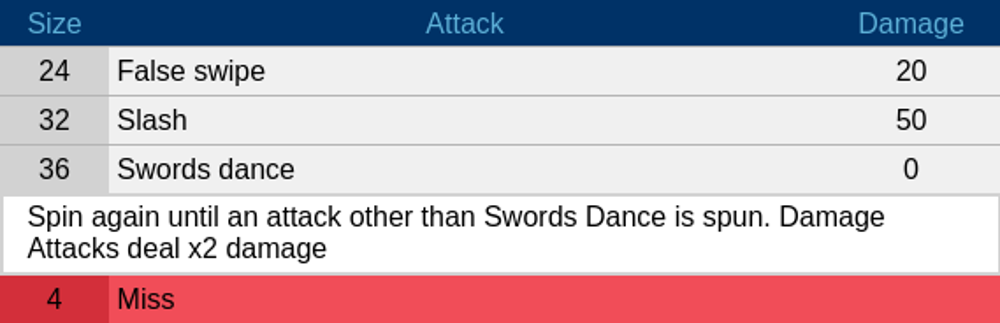 Size Attack Damage
24 False swipe 20
32 Slash 50
36 Swords dance 0
Spin again until an attack other than Swords Dance is spun. Damage
Attacks deal x2 damage
4 Miss